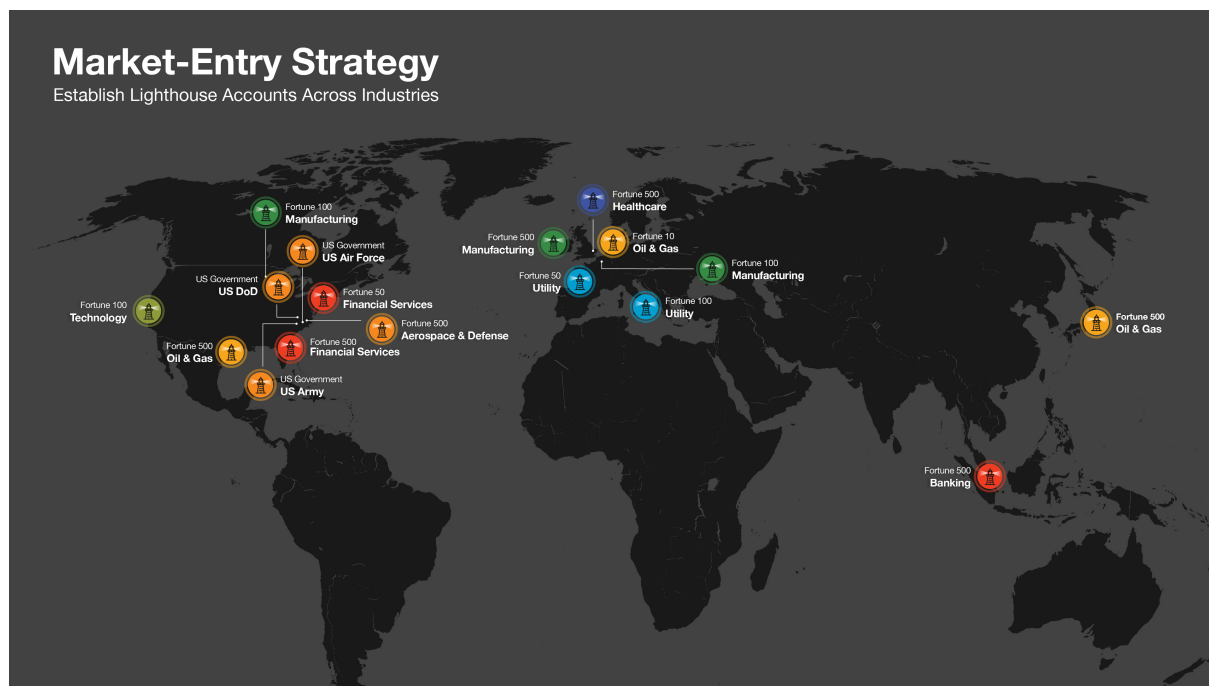 Market-Entry Strategy
Establish Lighthouse Accounts Across Industries
Fortune 100
Manufacturing
US Government
US Air Force
US Government
US DoD
Fortune 50
Financial Services
Fortune 100
Technology
Fortune 500
Aerospace & Defense
Fortune 500
Oil & Gas
Fortune 500
Financial Services
US Government
US Army
Fortune 500
Healthcare
Fortune 500
Manufacturing
Fortune 10
Oil & Gas
Fortune 100
Manufacturing
Fortune 50
Utility
Fortune 100
Utility
Fortune 500
Oil & Gas
Fortune 500
Banking